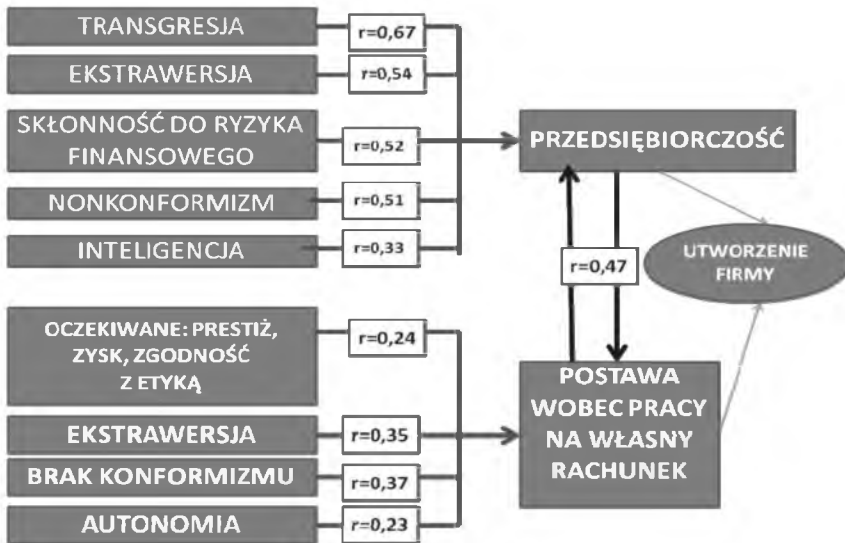 TRANSGRESJA
r=0,67
EKSTRAWERSJA
r=0,54
SKŁONNOŚĆ DO RYZYKA
FINANSOWEGO
r=0,52
NONKONFORMIZM
r=0,51
INTELIGENCJA
r=0,33
PRZEDSIĘBIORCZOŚĆ
r=0,47
UTWORZENIE
FIRMY
OCZEKIWANE: PRESTIŻ,
ZYSK, ZGODNOŚĆ
Z ETYKĄ
r=0,24
EKSTRAWERSJA
r=0,35
BRAK KONFORMIZMU
r=0,37
AUTONOMIA
r=0,23
POSTAWA
WOBEC PRACY
NA WŁASNY
RACHUNEK